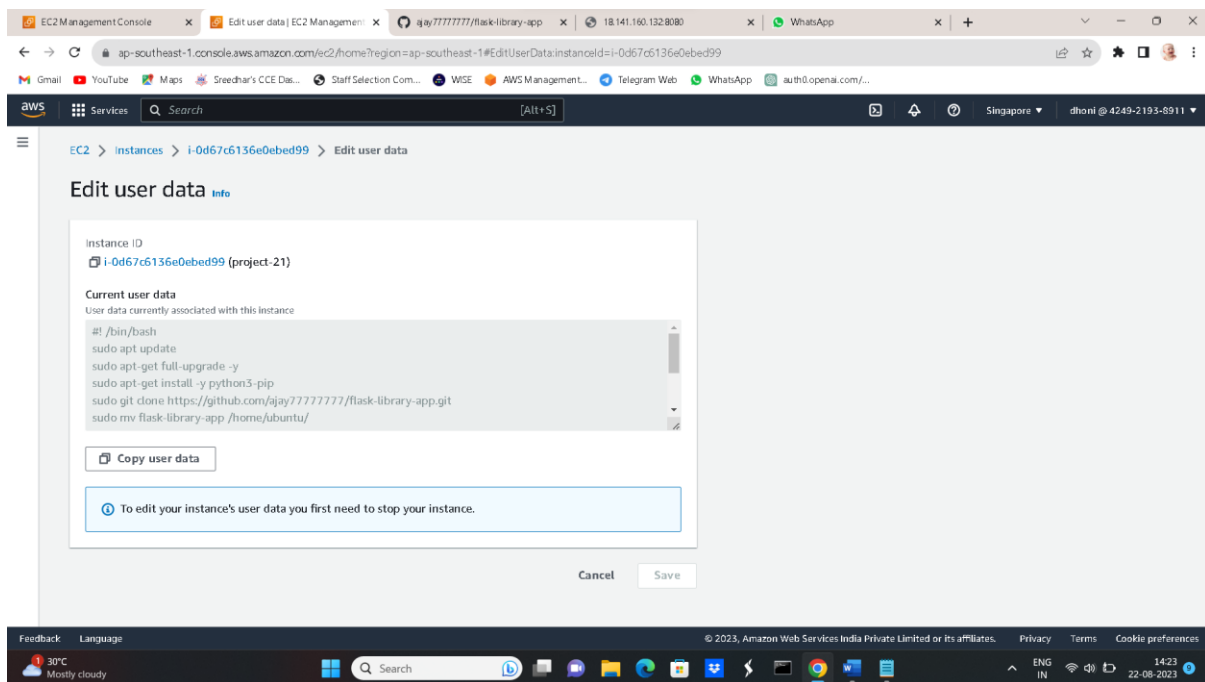 EC2 Management Console
Edit user data | EC2 Management
ajay77777777/flask-library-app
18.141.160.132:8080
WhatsApp
ap-southeast-1.console.aws.amazon.com/ec2/home?region=ap-southeast-1#EditUserData:instanceId=i-0d67c6136e0ebed99
Gmail YouTube Maps Sreedhar's CCE Das... Staff Selection Com... WISE AWS Management... Telegram Web WhatsApp auth0.openai.com/...
aws Services Search [Alt+S] Singapore dhoni @ 4249-2193-8911
EC2 > Instances > i-0d67c6136e0ebed99 > Edit user data
Edit user data Info
Instance ID
i-0d67c6136e0ebed99 (project-21)
Current user data
User data currently associated with this instance
#! /bin/bash
sudo apt update
sudo apt-get full-upgrade -y
sudo apt-get install -y python3-pip
sudo git clone https://github.com/ajay77777777/flask-library-app.git
sudo mv flask-library-app /home/ubuntu/
Copy user data
To edit your instance's user data you first need to stop your instance.
Cancel Save
Feedback Language © 2023, Amazon Web Services India Private Limited or its affiliates. Privacy Terms Cookie preferences
1 30°C
Mostly cloudy
Search
ENG
IN
14:23
22-08-2023
9